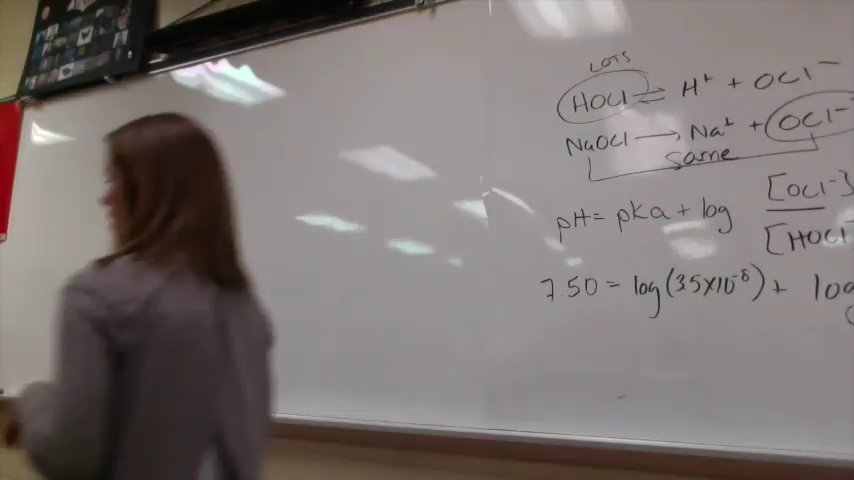 LOTS
HOCl ⇌ H⁺ + OCl⁻
NaOCl → Na⁺ + OCl⁻
same
pH = pKa + log [OCl⁻] / [HOCl
7.50 = log(3.5×10⁻⁸) + log